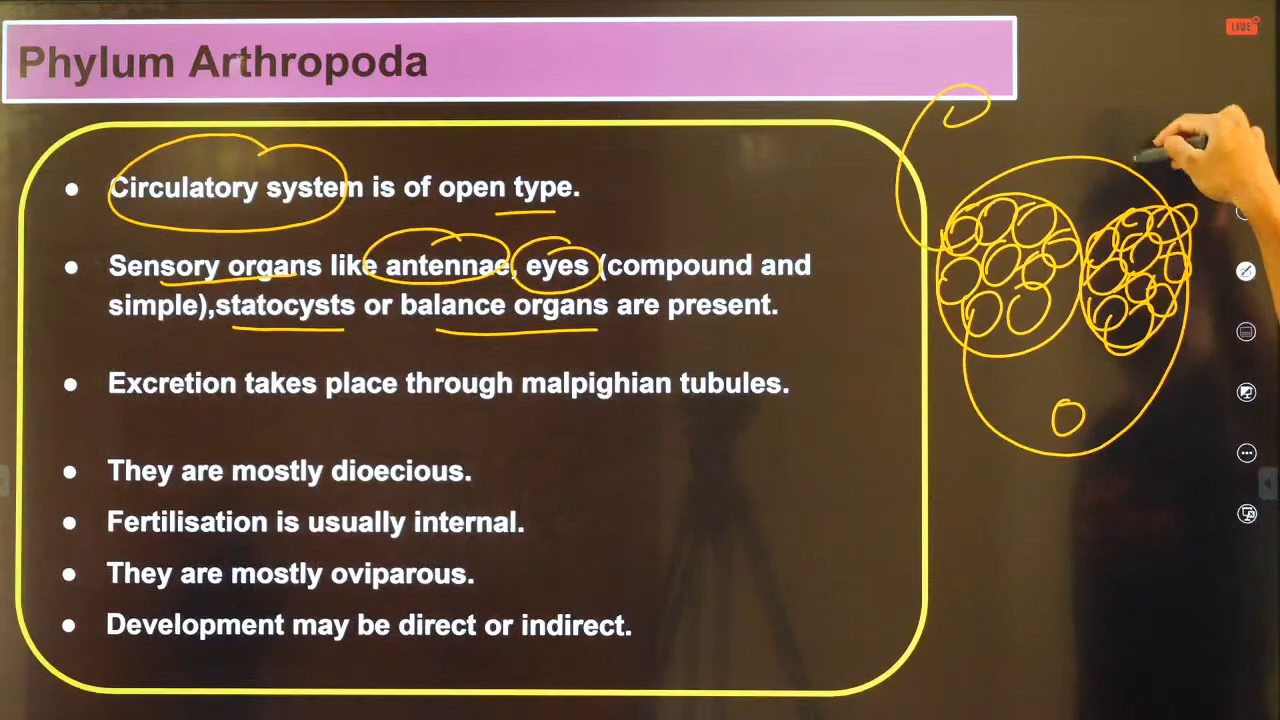 LIVE
Phylum Arthropoda
● Circulatory system is of open type.
● Sensory organs like antennae, eyes (compound and
simple),statocysts or balance organs are present.
● Excretion takes place through malpighian tubules.
● They are mostly dioecious.
● Fertilisation is usually internal.
● They are mostly oviparous.
● Development may be direct or indirect.